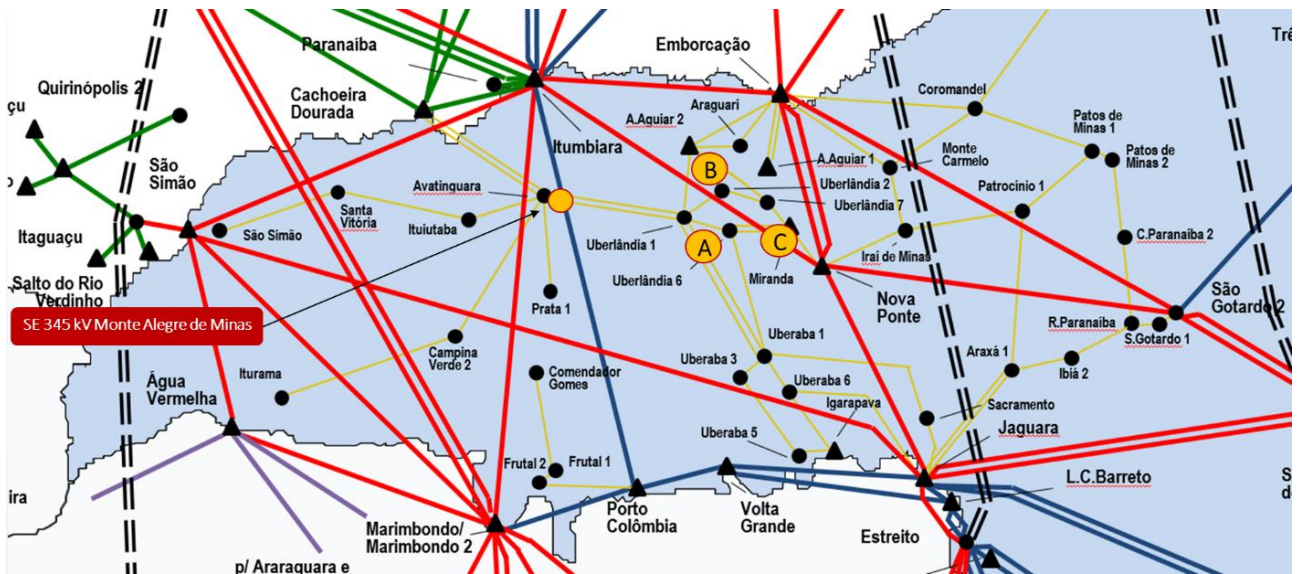 Paranaíba
Emborcação
Trê
Quirinópolis 2
Coromandel
Cachoeira
Dourada
Araguari
A.Aguiar 2
Patos de
Minas 1
Itumbiara
Patos de
Minas 2
São
Simão
A.Aguiar 1
Monte
Carmelo
B
Avatinguara
Uberlândia 2
Patrocínio 1
Uberlândia 7
Santa
Vitória
Ituiutaba
São Simão
Itaguaçu
Uberlândia 1
A
C
C.Paranaiba 2
Irai de Minas
Uberlândia 6
Miranda
Salto do Rio
Verdinho
Prata 1
Nova
Ponte
São
Gotardo 2
SE 345 kV Monte Alegre de Minas
R.Paranaíba
S.Gotardo 1
Uberaba 1
Campina
Verde 2
Araxá 1
Uberaba 3
Ibiá 2
Iturama
Comendador
Gomes
Uberaba 6
Água
Vermelha
Igarapava
Sacramento
Uberaba 5
Jaguara
Frutal 2
Frutal 1
L.C.Barreto
eira
Porto
Colômbia
Volta
Grande
Marimbondo/
Marimbondo 2
Estreito
p/ Araraquara e